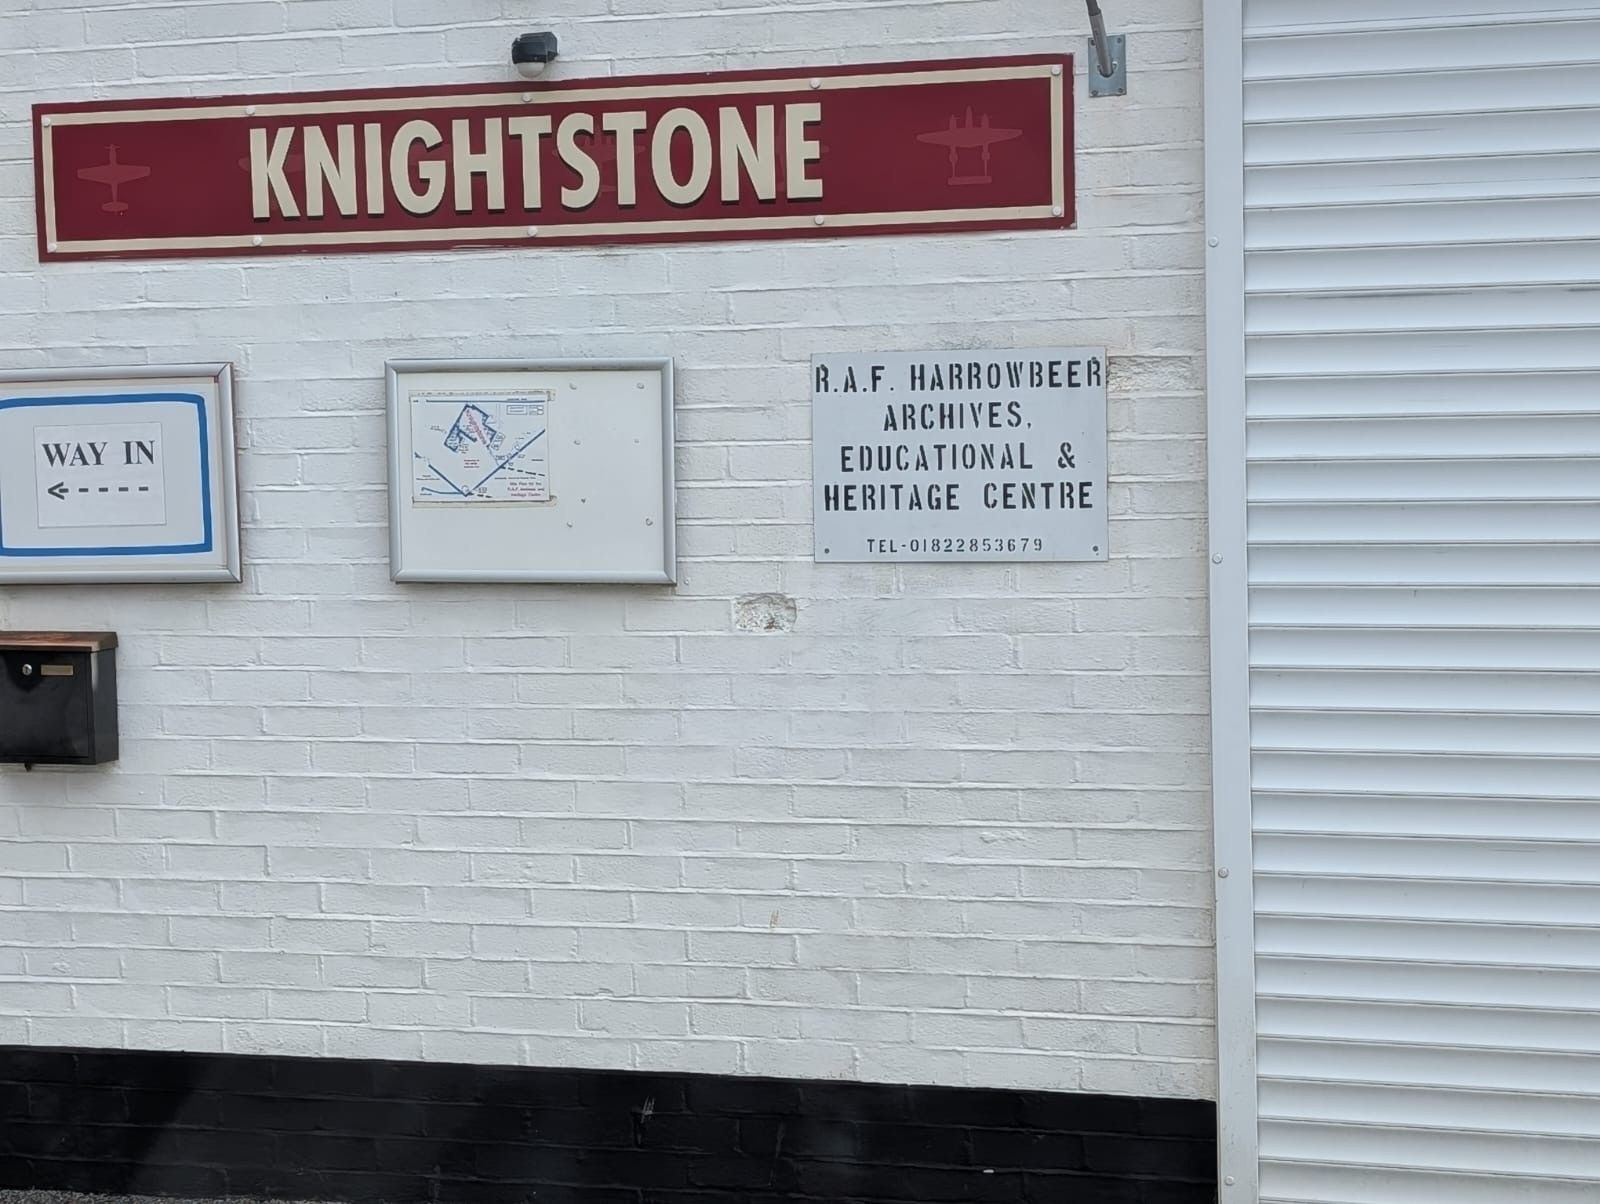 KNIGHTSTONE
WAY IN
R.A.F. HARROWBEER
ARCHIVES,
EDUCATIONAL &
HERITAGE CENTRE
TEL-01822853679